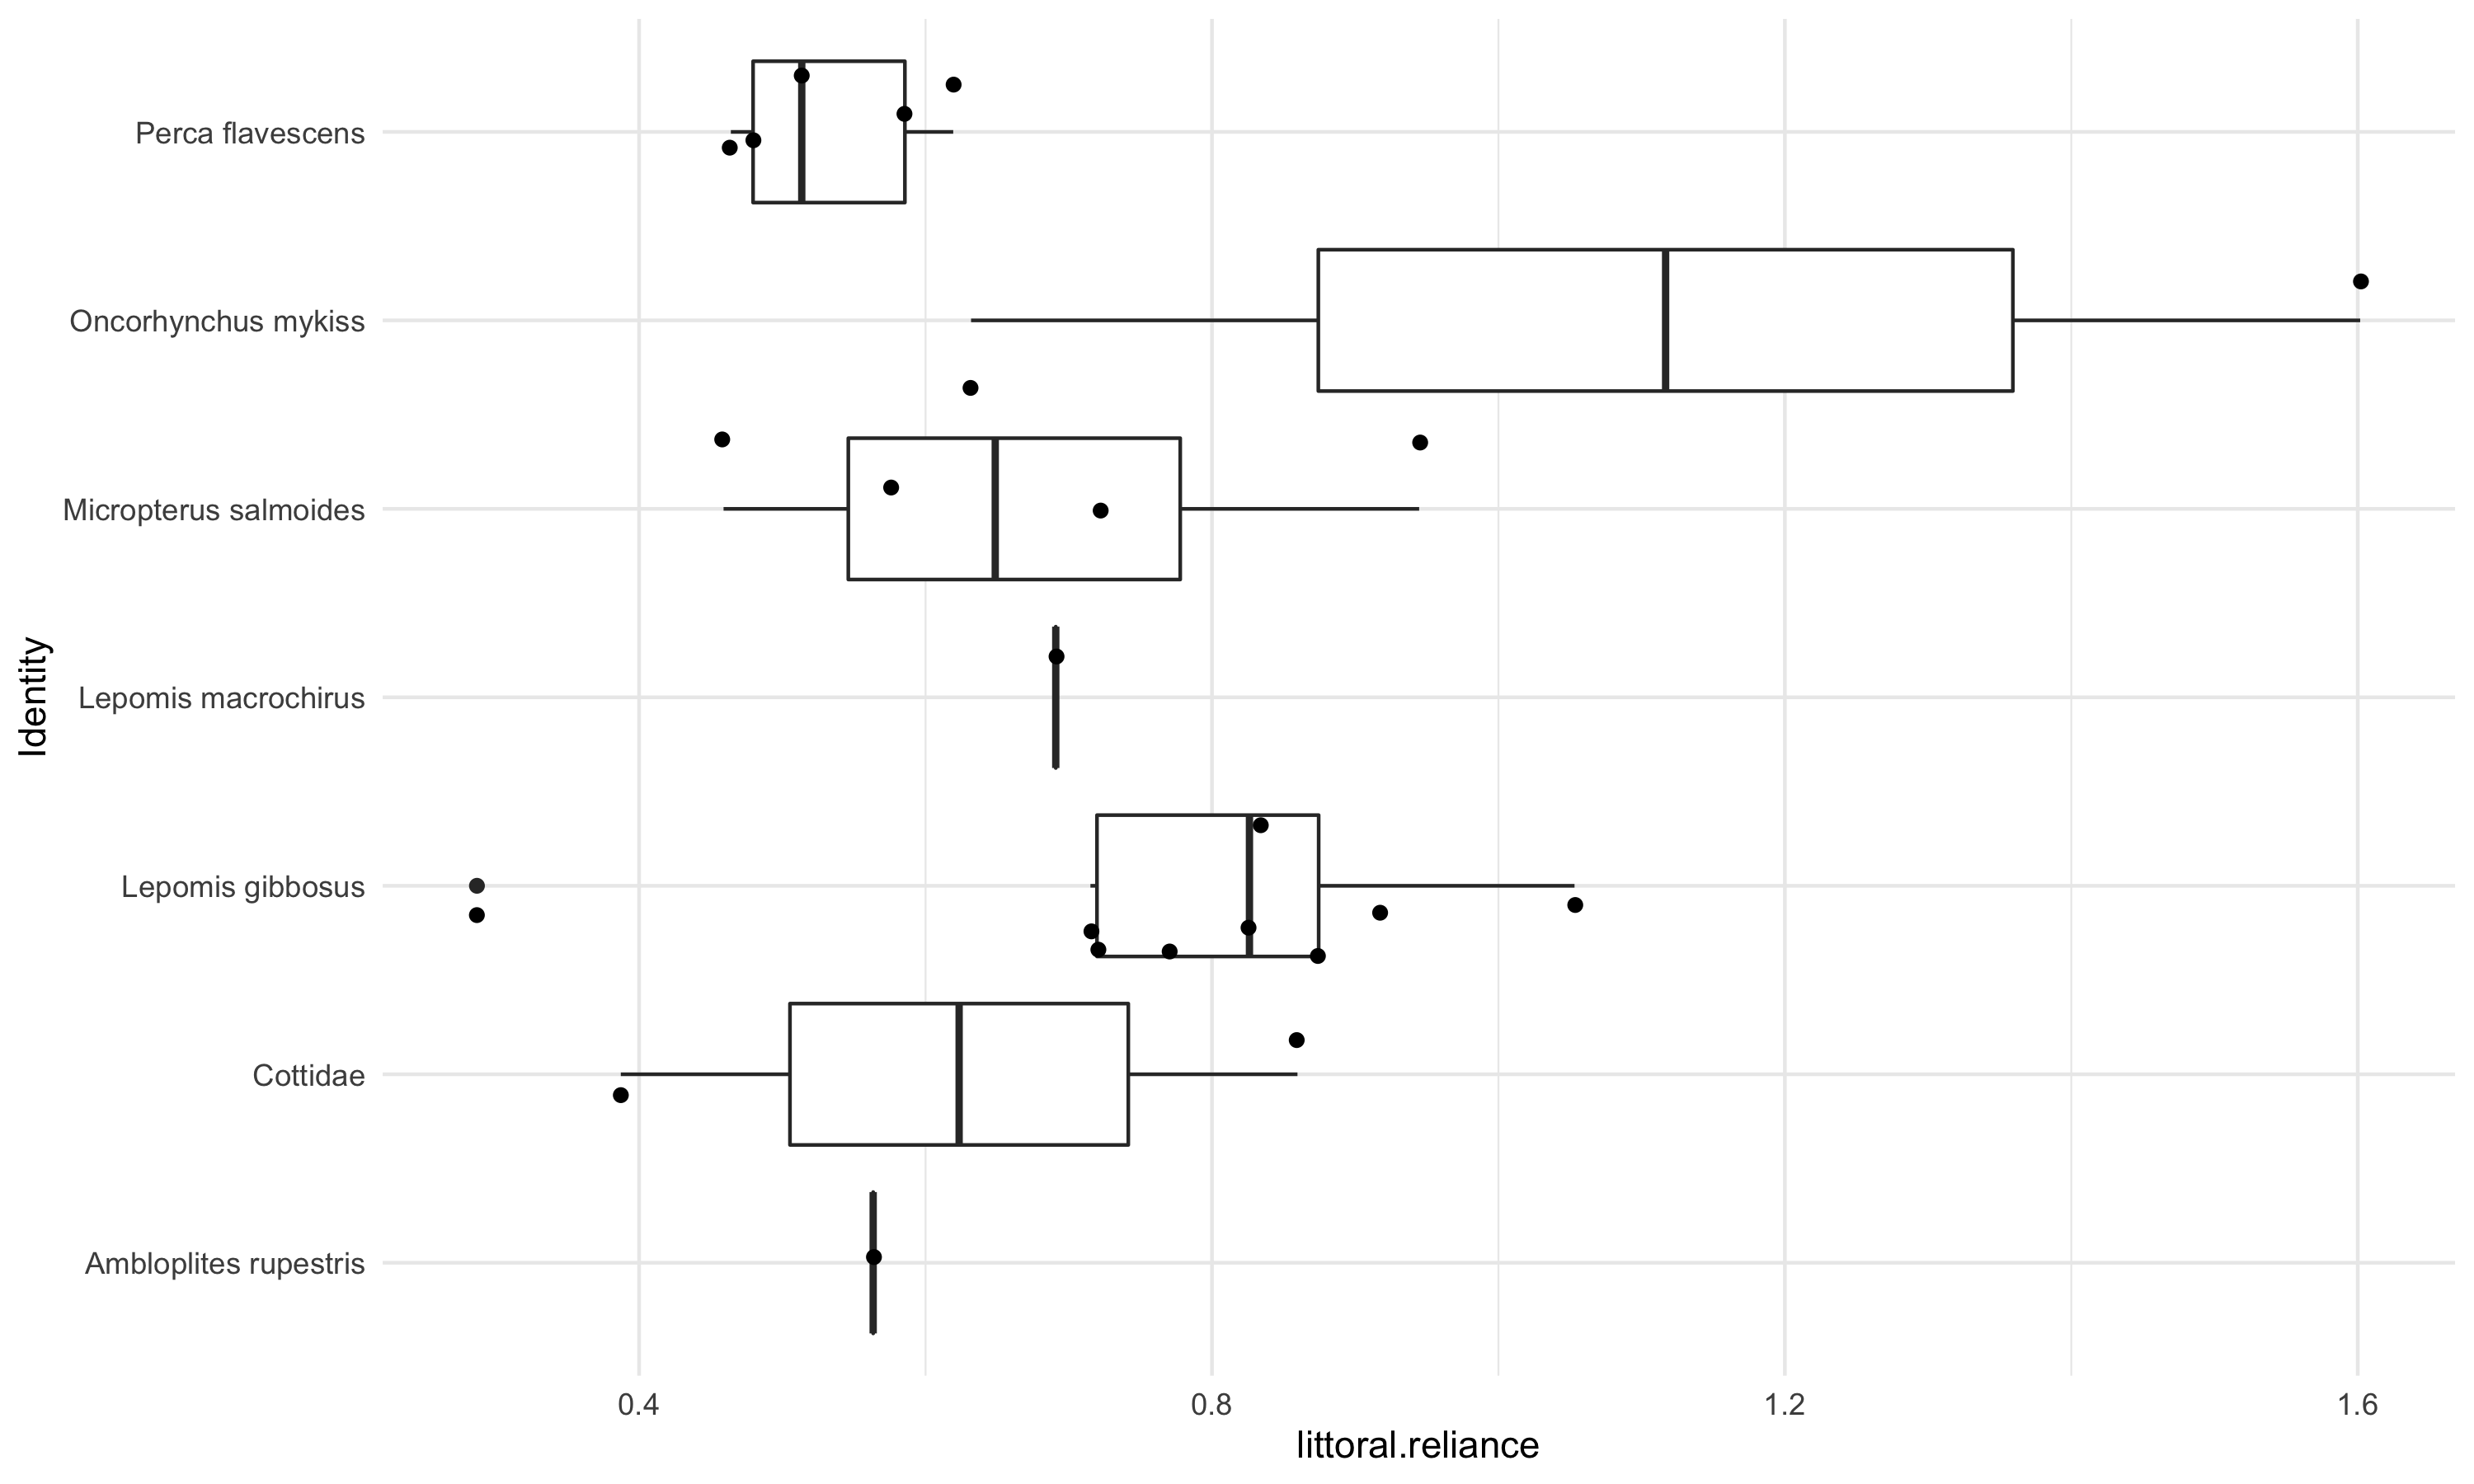 Perca flavescens
Oncorhynchus mykiss
Micropterus salmoides
Lepomis macrochirus
Lepomis gibbosus
Cottidae
Ambloplites rupestris
Identity
0.4 0.8 1.2 1.6
littoral.reliance